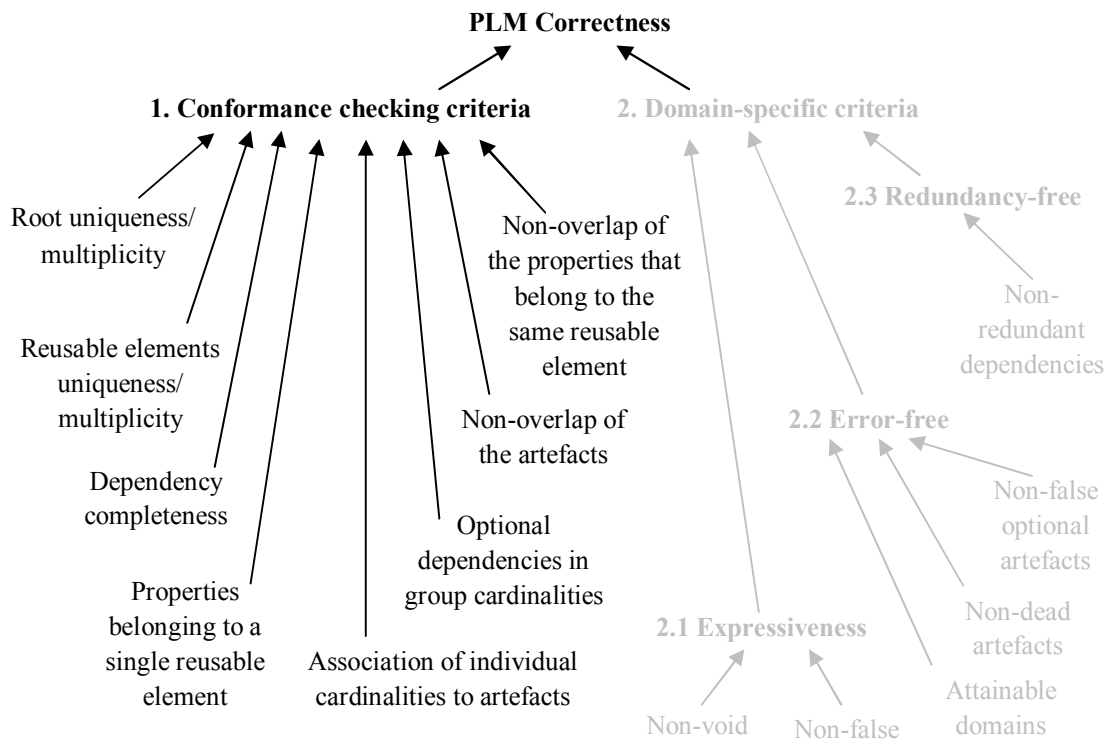 PLM Correctness
1. Conformance checking criteria
2. Domain-specific criteria
Root uniqueness/
multiplicity
Reusable elements
uniqueness/
multiplicity
Dependency
completeness
Properties
belonging to a
single reusable
element
Association of individual
cardinalities to artefacts
Optional
dependencies in
group cardinalities
Non-overlap of
the artefacts
Non-overlap of
the properties that
belong to the
same reusable
element
2.3 Redundancy-free
Non-
redundant
dependencies
2.2 Error-free
Non-false
optional
artefacts
Non-dead
artefacts
Attainable
domains
2.1 Expressiveness
Non-void
Non-false